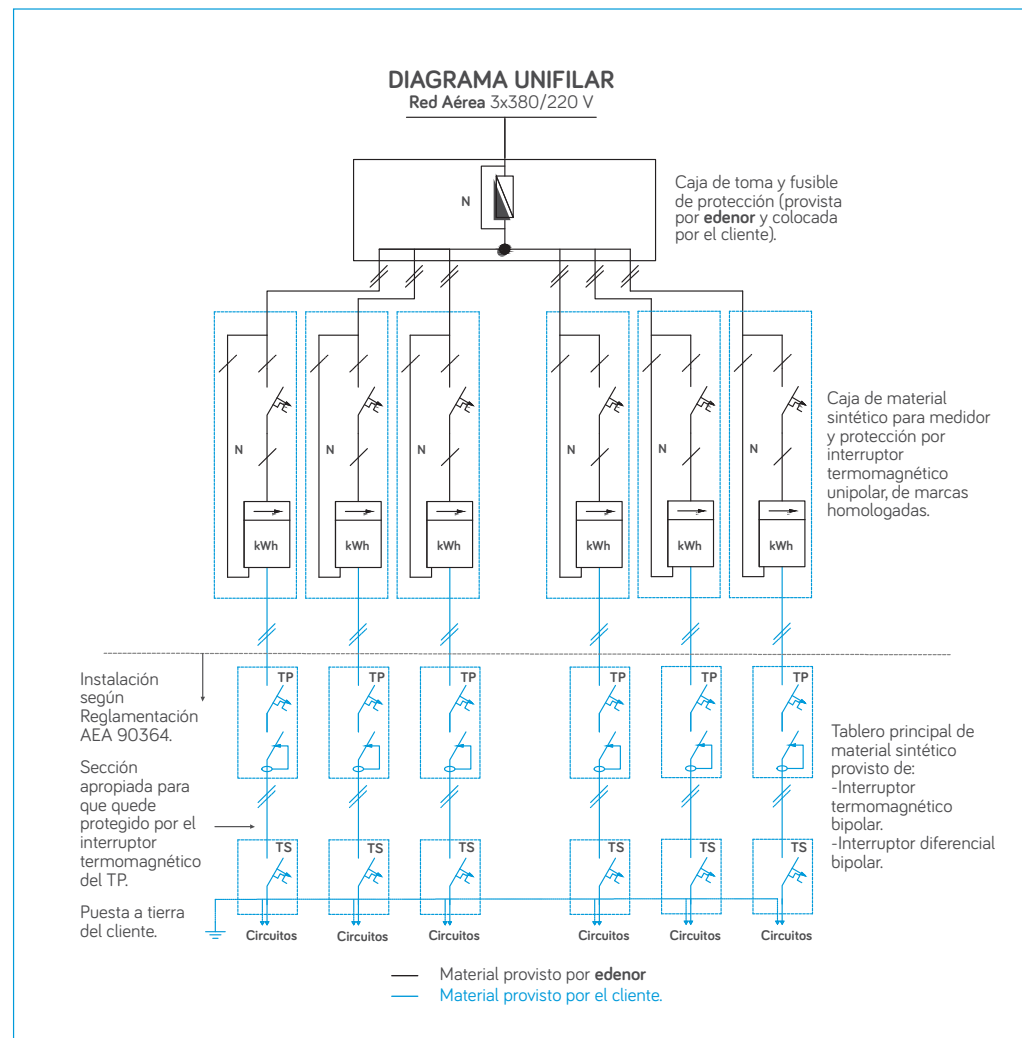 DIAGRAMA UNIFILAR
Red Aérea 3x380/220 V
Caja de toma y fusible
de protección (provista
por edenor y colocada
por el cliente).
N
N
N
N
N
N
N
Caja de material
sintético para medidor
y protección por
interruptor
termomagnético
unipolar, de marcas
homologadas.
kWh
kWh
kWh
kWh
kWh
kWh
Instalación
según
Reglamentación
AEA 90364.
TP
TP
TP
TP
TP
TP
Tablero principal de
material sintético
provisto de:
-Interruptor
termomagnético
bipolar.
-Interruptor diferencial
bipolar.
Sección
apropiada para
que quede
protegido por el
interruptor
termomagnético
del TP.
TS
TS
TS
TS
TS
TS
Puesta a tierra
del cliente.
Circuitos
Circuitos
Circuitos
Circuitos
Circuitos
Circuitos
Material provisto por edenor
Material provisto por el cliente.